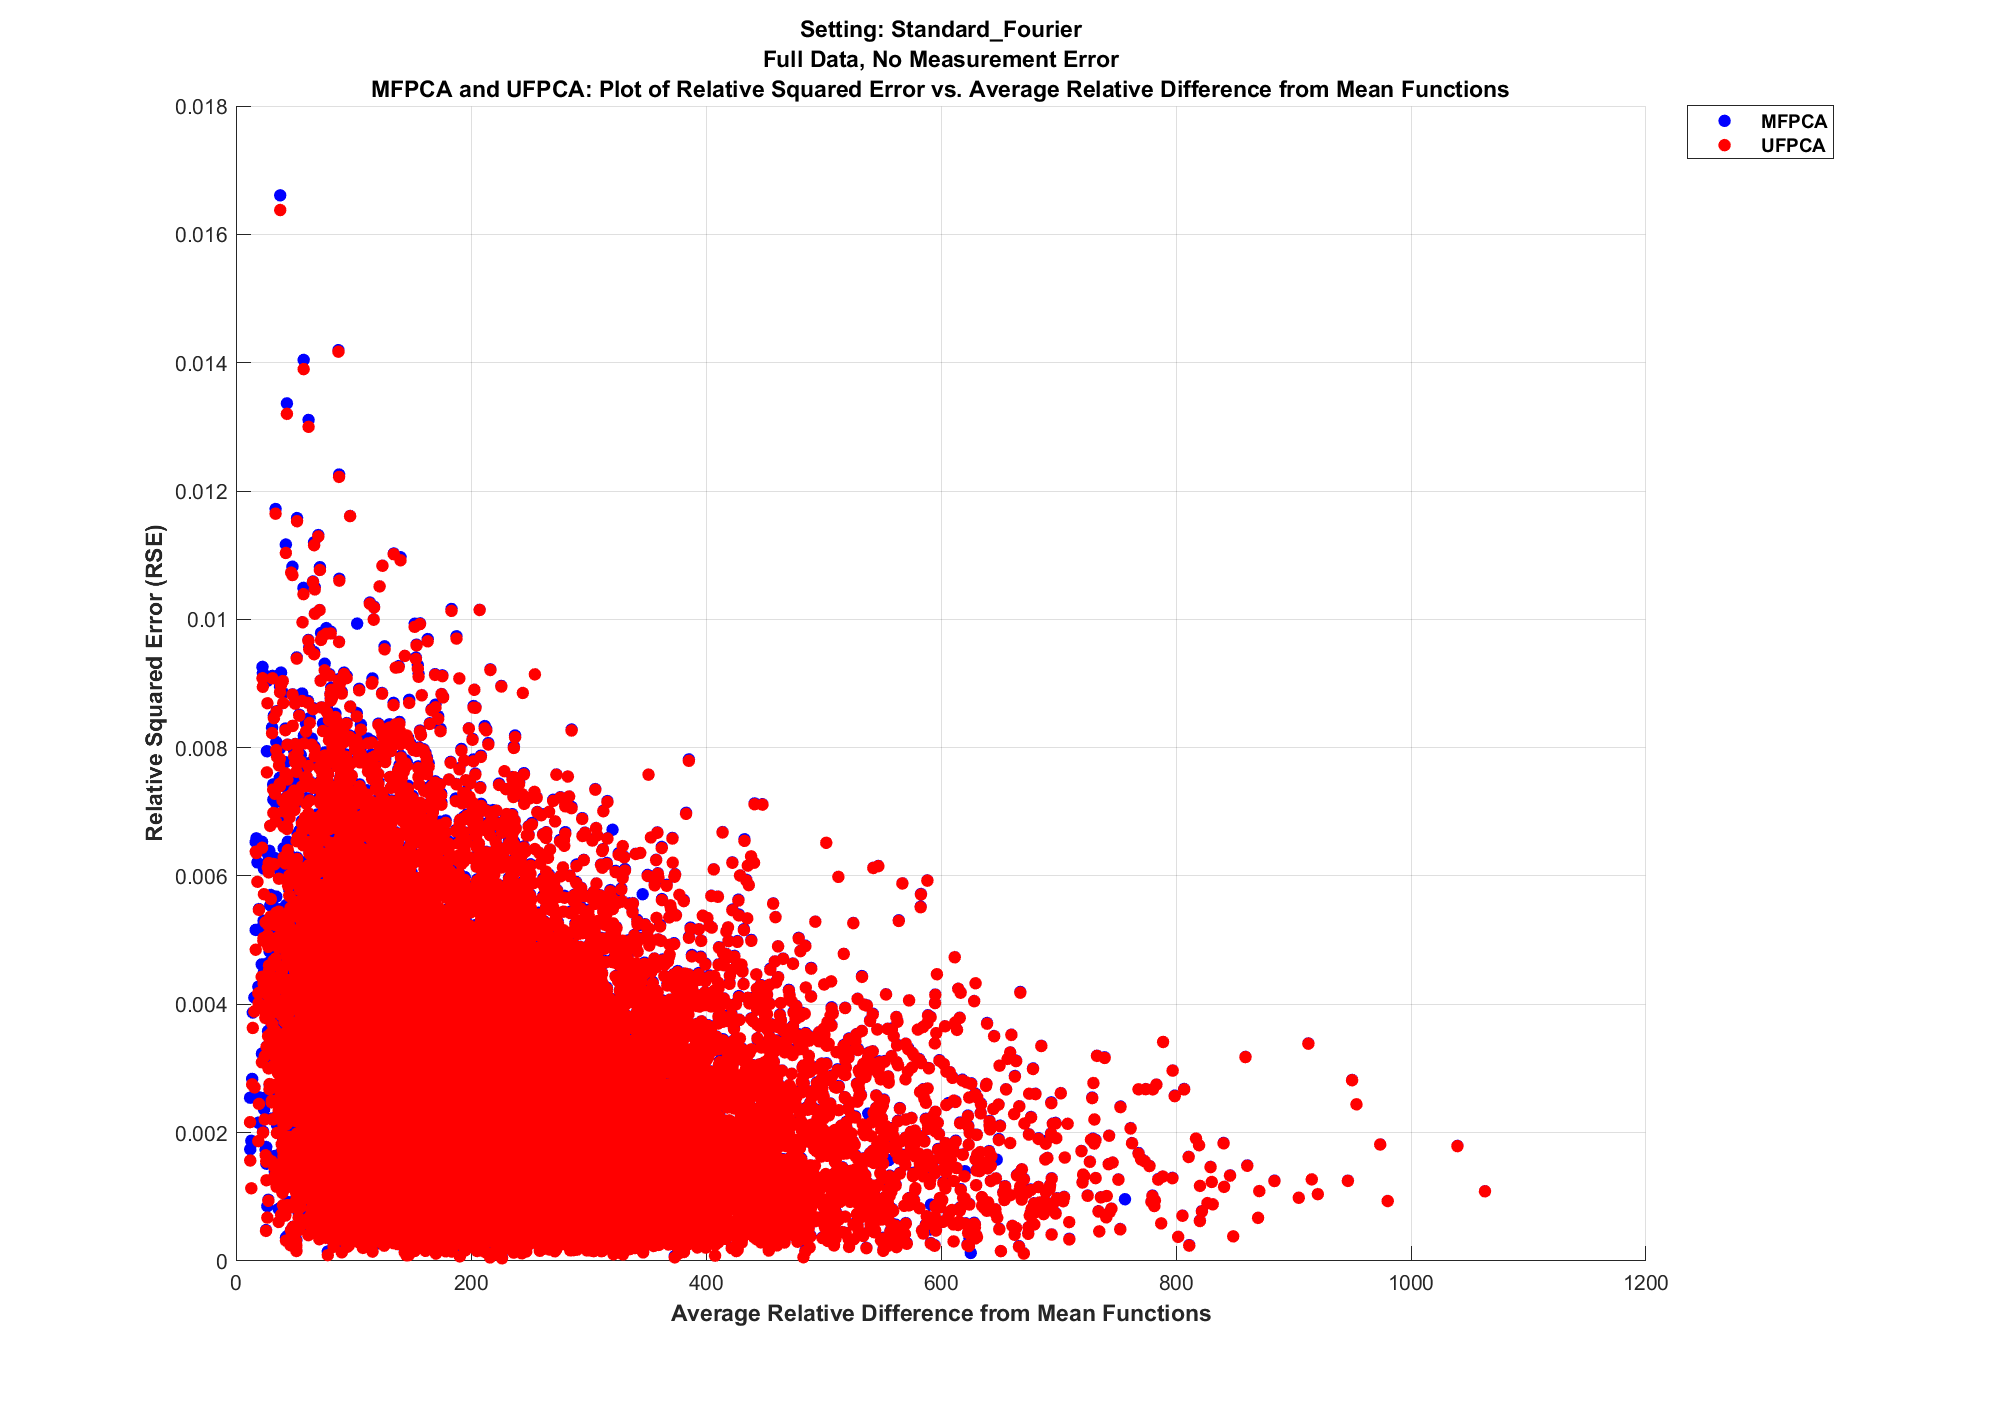 Setting: Standard_Fourier
Full Data, No Measurement Error
MFPCA and UFPCA: Plot of Relative Squared Error vs. Average Relative Difference from Mean Functions
MFPCA
UFPCA
Relative Squared Error (RSE)
0.018
0.016
0.014
0.012
0.01
0.008
0.006
0.004
0.002
0
0 200 400 600 800 1000 1200
Average Relative Difference from Mean Functions